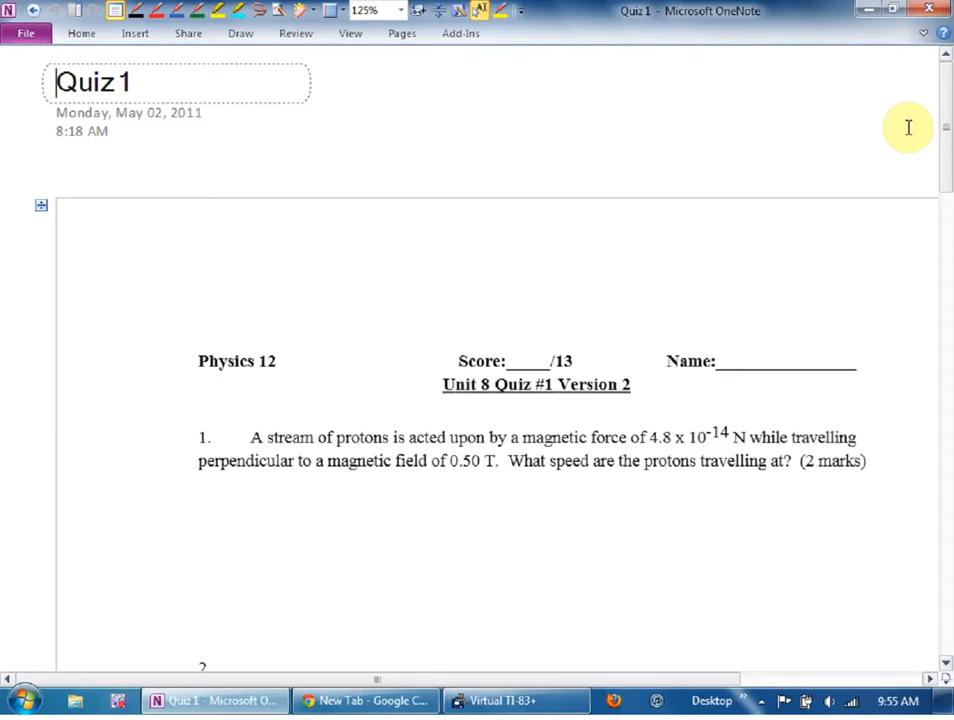 125%
Quiz 1 - Microsoft OneNote
File Home Insert Share Draw Review View Pages Add-Ins
Quiz 1
Monday, May 02, 2011
8:18 AM
Physics 12 Score:_____/13 Name:________________
Unit 8 Quiz #1 Version 2
1. A stream of protons is acted upon by a magnetic force of 4.8 x 10⁻¹⁴ N while travelling
perpendicular to a magnetic field of 0.50 T. What speed are the protons travelling at? (2 marks)
2
Quiz 1 - Microsoft O... New Tab - Google C... Virtual TI-83+ Desktop 9:55 AM